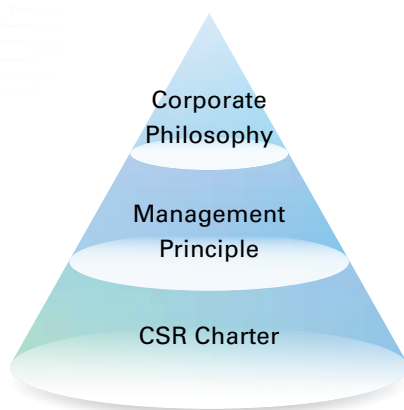 Corporate
Philosophy
Management
Principle
CSR Charter